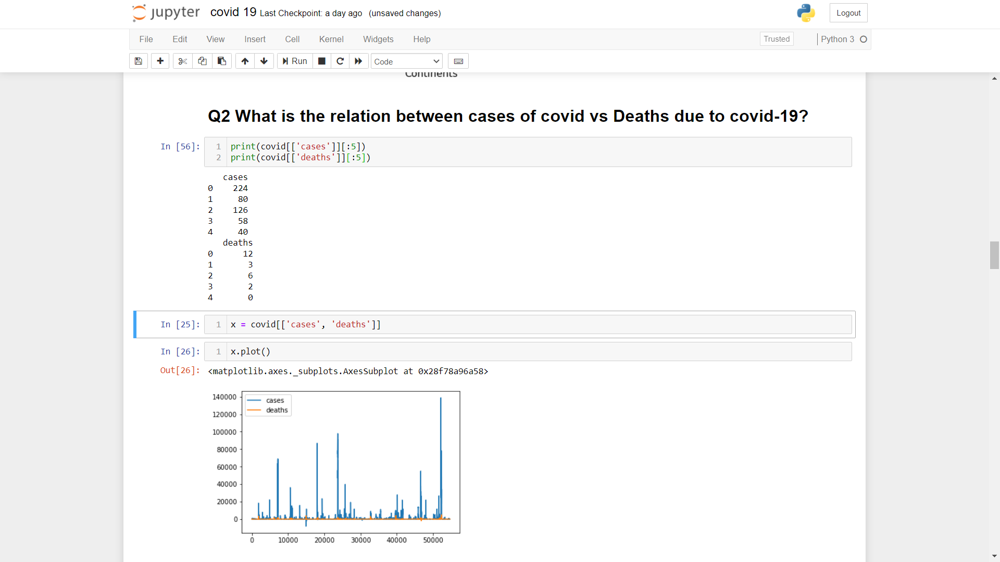 jupyter covid 19 Last Checkpoint: a day ago (unsaved changes) Logout
File Edit View Insert Cell Kernel Widgets Help Trusted Python 3
Run Code
Continents
Q2 What is the relation between cases of covid vs Deaths due to covid-19?
In [56]: 1 print(covid[['cases']][:5])
2 print(covid[['deaths']][:5])
cases
0 224
1 80
2 126
3 58
4 40
deaths
0 12
1 3
2 6
3 2
4 0
In [25]: 1 x = covid[['cases', 'deaths']]
In [26]: 1 x.plot()
Out[26]: <matplotlib.axes._subplots.AxesSubplot at 0x28f78a96a58>
140000
cases
deaths
120000
100000
80000
60000
40000
20000
0
0 10000 20000 30000 40000 50000